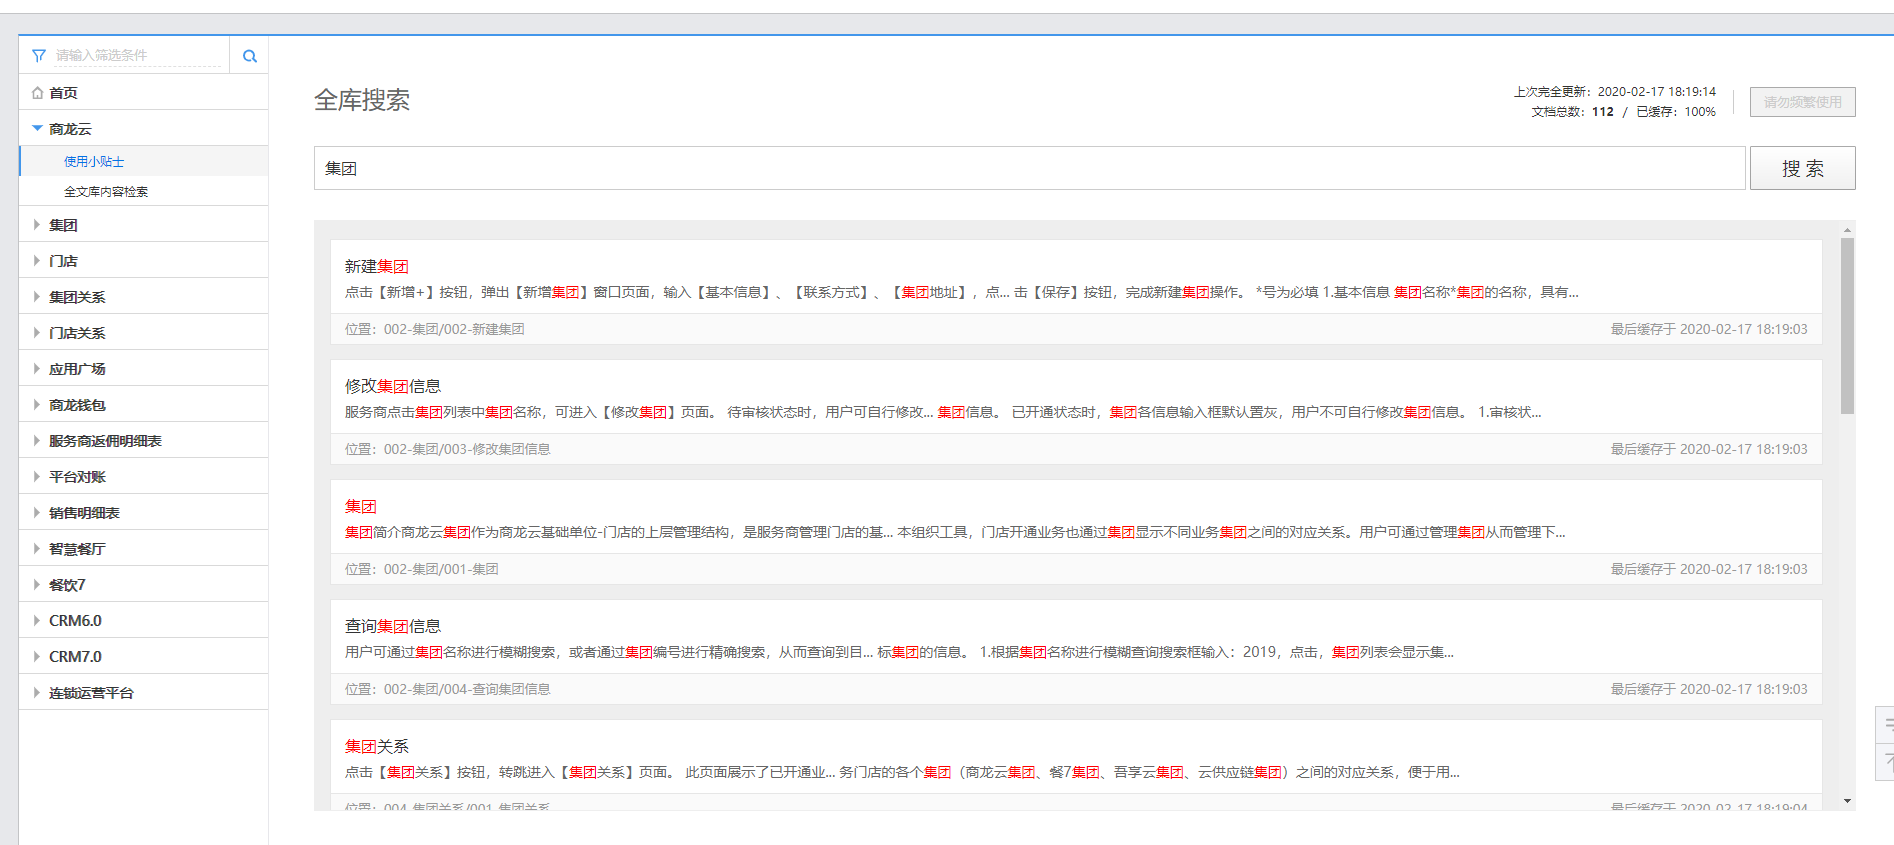 请输入筛选条件
首页
商龙云
使用小贴士
全文库内容检索
集团
门店
集团关系
门店关系
应用广场
商龙钱包
服务商返佣明细表
平台对账
销售明细表
智慧餐厅
餐饮7
CRM6.0
CRM7.0
连锁运营平台
全库搜索
上次完全更新：2020-02-17 18:19:14
文档总数：112 / 已缓存：100%
请勿频繁使用
集团
搜 索
新建集团
点击【新增+】按钮，弹出【新增集团】窗口页面，输入【基本信息】、【联系方式】、【集团地址】，点... 击【保存】按钮，完成新建集团操作。 *号为必填 1.基本信息 集团名称*集团的名称，具有...
位置：002-集团/002-新建集团
最后缓存于 2020-02-17 18:19:03
修改集团信息
服务商点击集团列表中集团名称，可进入【修改集团】页面。 待审核状态时，用户可自行修改... 集团信息。 已开通状态时，集团各信息输入框默认置灰，用户不可自行修改集团信息。 1.审核状...
位置：002-集团/003-修改集团信息
最后缓存于 2020-02-17 18:19:03
集团
集团简介商龙云集团作为商龙云基础单位-门店的上层管理结构，是服务商管理门店的基... 本组织工具，门店开通业务也通过集团显示不同业务集团之间的对应关系。用户可通过管理集团从而管理下...
位置：002-集团/001-集团
最后缓存于 2020-02-17 18:19:03
查询集团信息
用户可通过集团名称进行模糊搜索，或者通过集团编号进行精确搜索，从而查询到目... 标集团的信息。 1.根据集团名称进行模糊查询搜索框输入：2019，点击，集团列表会显示集...
位置：002-集团/004-查询集团信息
最后缓存于 2020-02-17 18:19:03
集团关系
点击【集团关系】按钮，转跳进入【集团关系】页面。 此页面展示了已开通业... 务门店的各个集团（商龙云集团、餐7集团、吾享云集团、云供应链集团）之间的对应关系，便于用...
位置：004-集团关系/001-集团关系
最后缓存于 2020-02-17 18:19:04